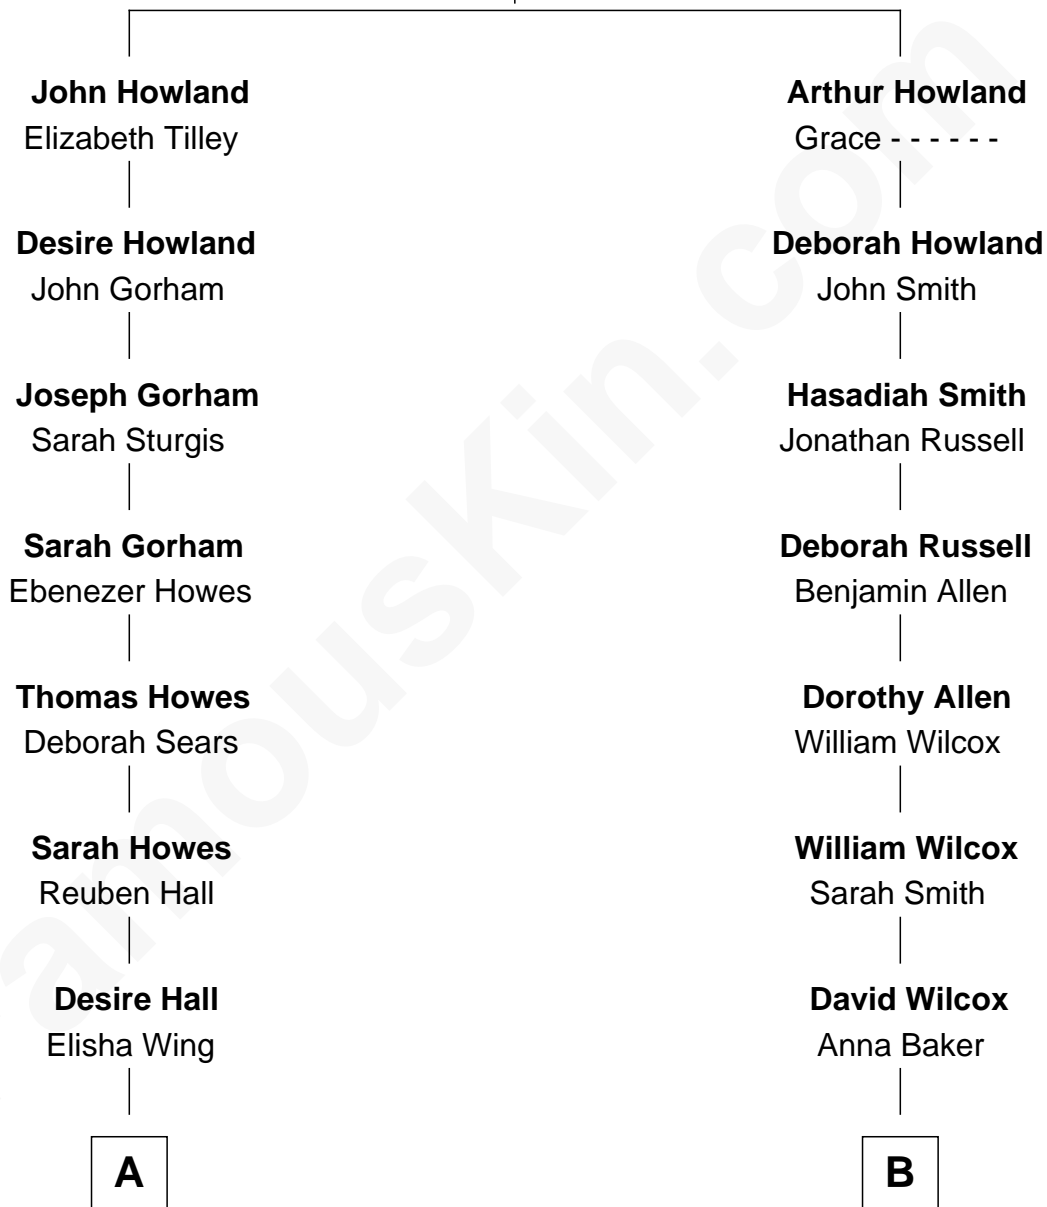 John Howland
Elizabeth Tilley
Desire Howland
John Gorham
Joseph Gorham
Sarah Sturgis
Sarah Gorham
Ebenezer Howes
Thomas Howes
Deborah Sears
Sarah Howes
Reuben Hall
Desire Hall
Elisha Wing
A
Arthur Howland
Grace - - - - - -
Deborah Howland
John Smith
Hasadiah Smith
Jonathan Russell
Deborah Russell
Benjamin Allen
Dorothy Allen
William Wilcox
William Wilcox
Sarah Smith
David Wilcox
Anna Baker
B
amouskin.com